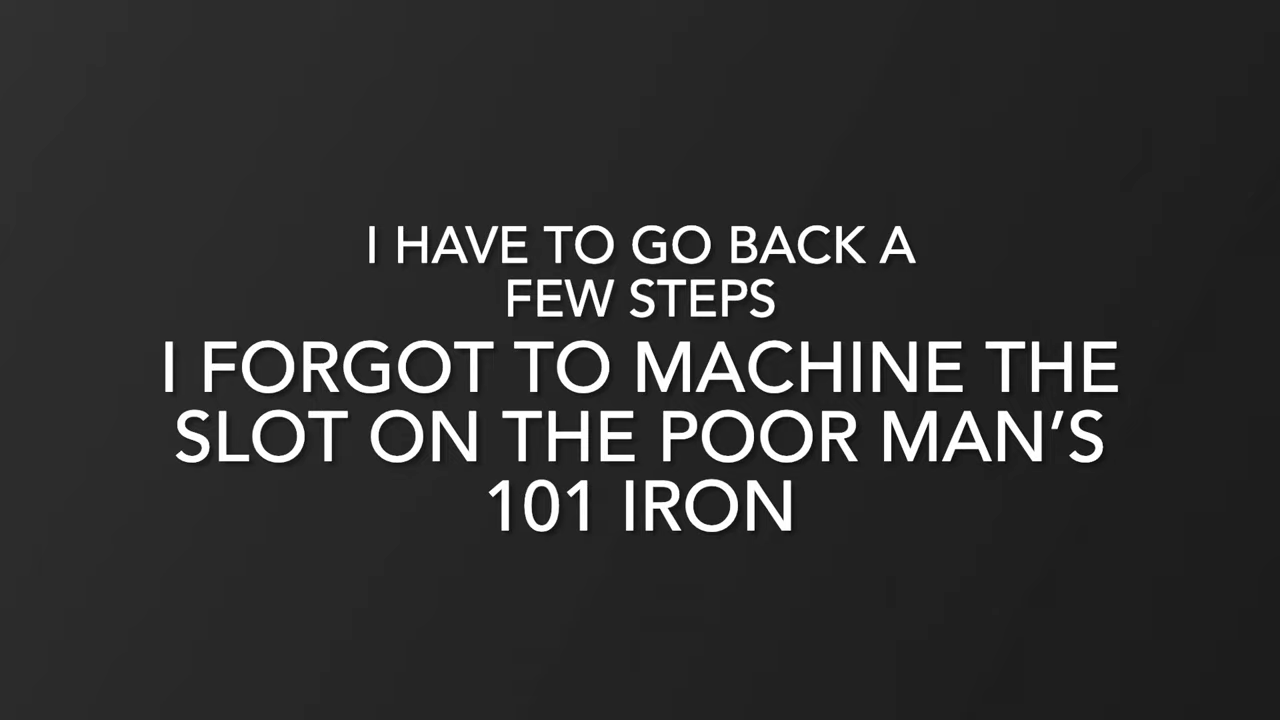 I HAVE TO GO BACK A
FEW STEPS
I FORGOT TO MACHINE THE
SLOT ON THE POOR MAN’S
101 IRON